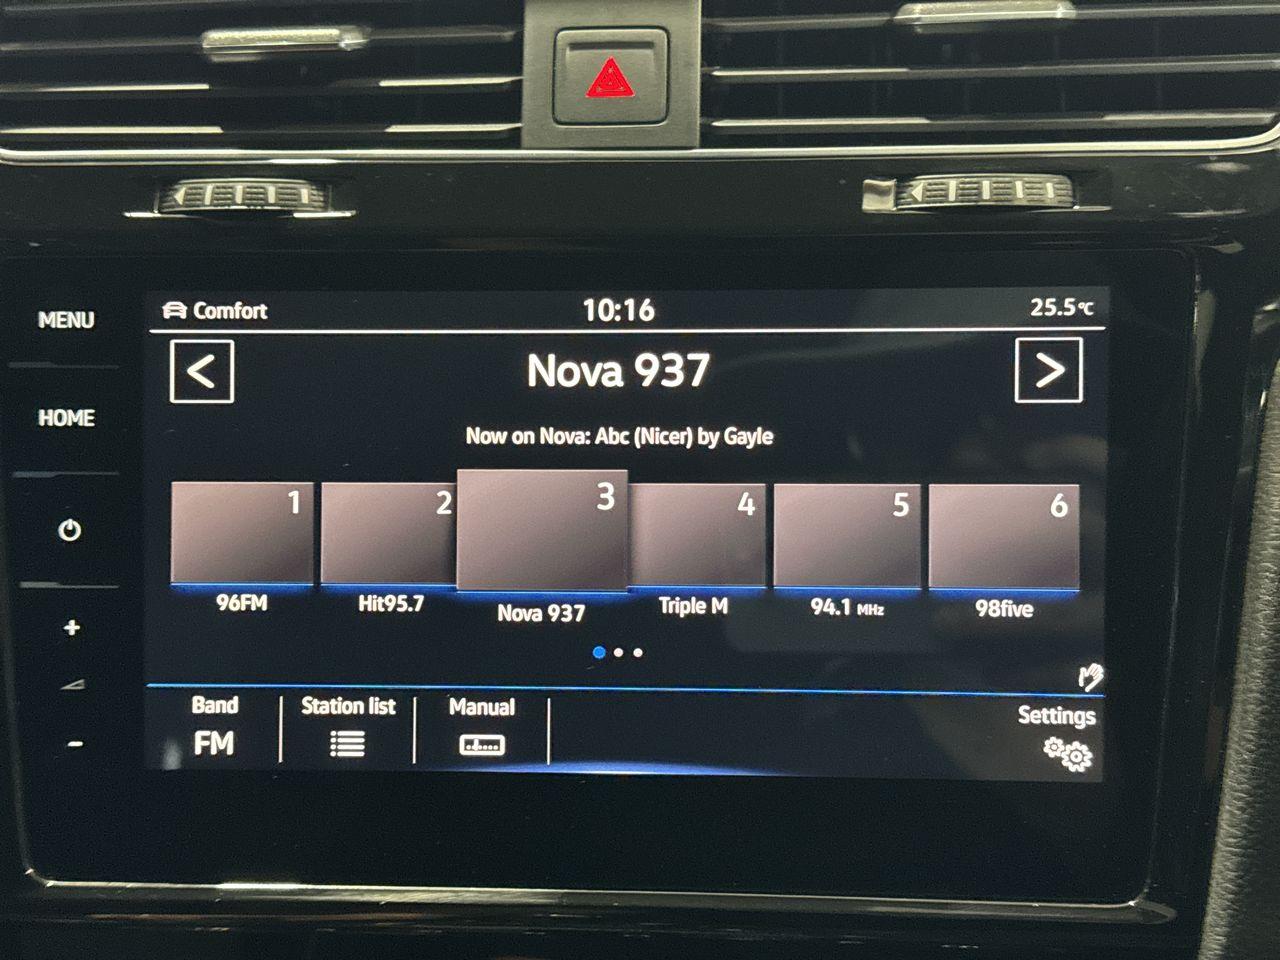 MENU
HOME
Comfort
10:16
25.5°C
<
Nova 937
>
Now on Nova: Abc (Nicer) by Gayle
1
2
3
4
5
6
96FM
Hit95.7
Nova 937
Triple M
94.1 MHz
98five
+
-
Band
FM
Station list
Manual
Settings